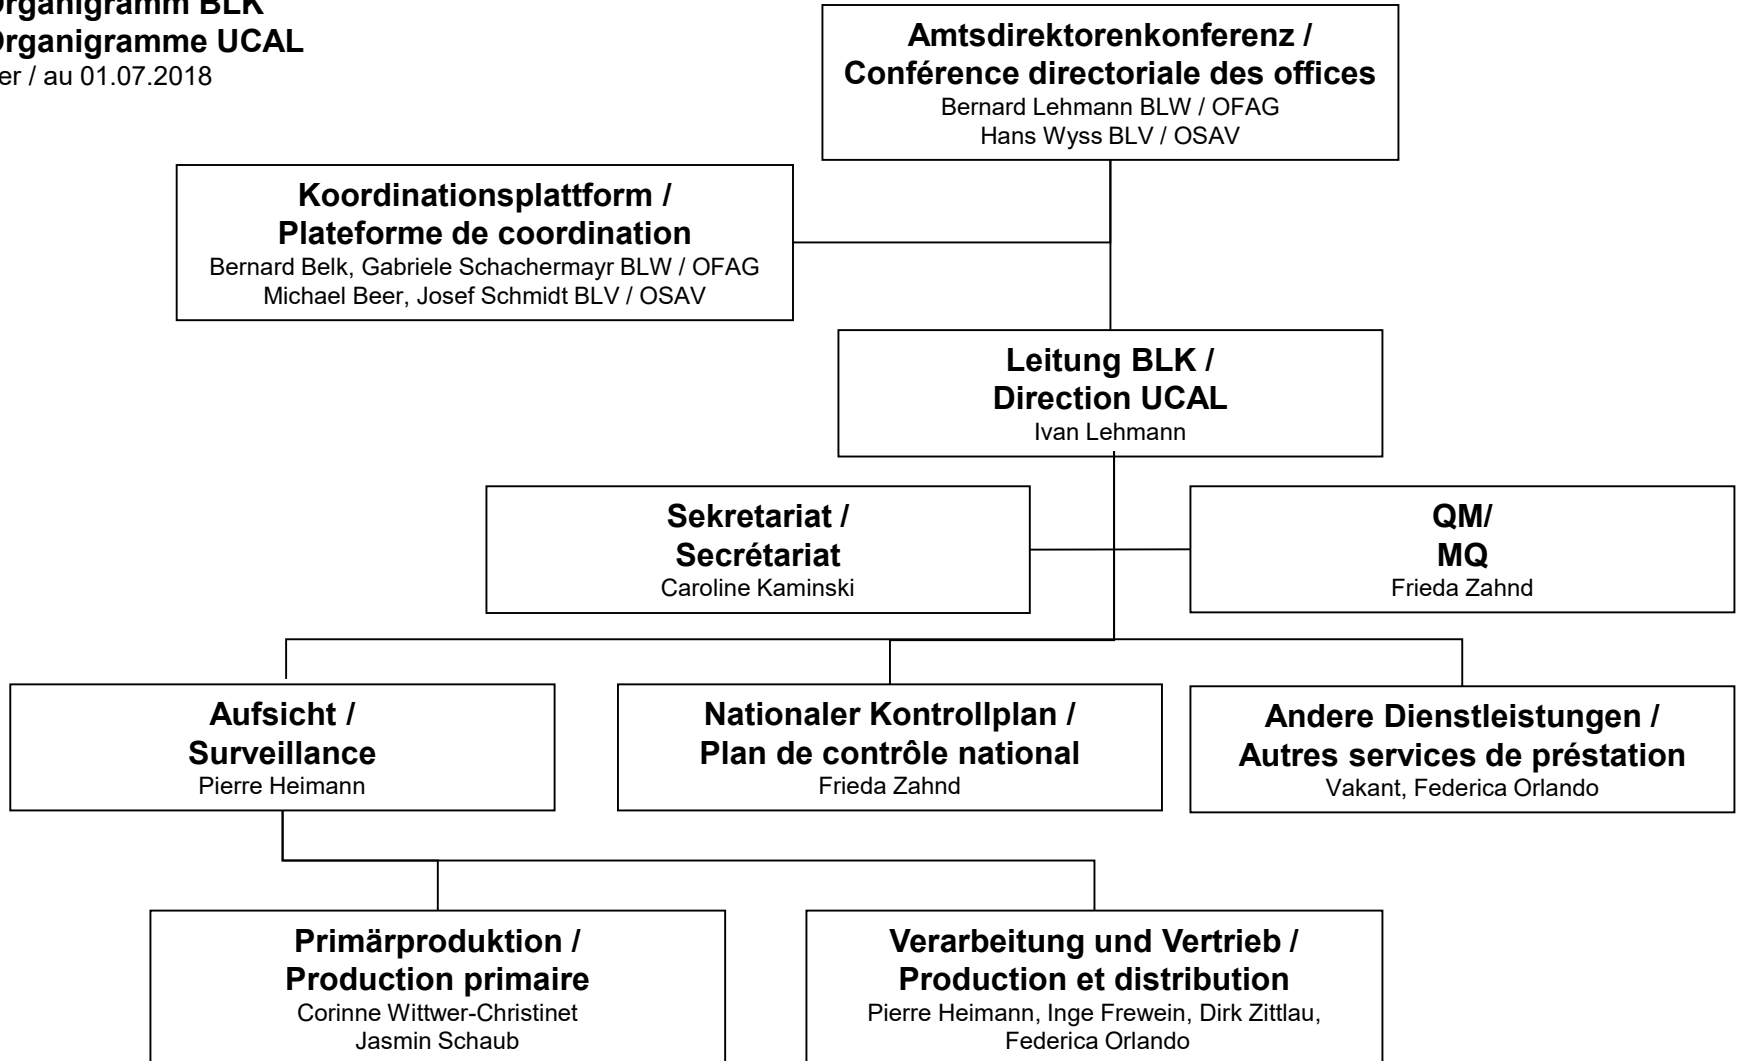 Organigramm BLK
Organigramme UCAL
per / au 01.07.2018
Amtsdirektorenkonferenz /
Conférence directoriale des offices
Bernard Lehmann BLW / OFAG
Hans Wyss BLV / OSAV
Koordinationsplattform /
Plateforme de coordination
Bernard Belk, Gabriele Schachermayr BLW / OFAG
Michael Beer, Josef Schmidt BLV / OSAV
Leitung BLK /
Direction UCAL
Ivan Lehmann
Sekretariat /
Secrétariat
Caroline Kaminski
QM/
MQ
Frieda Zahnd
Aufsicht /
Surveillance
Pierre Heimann
Nationaler Kontrollplan /
Plan de contrôle national
Frieda Zahnd
Andere Dienstleistungen /
Autres services de préstation
Vakant, Federica Orlando
Primärproduktion /
Production primaire
Corinne Wittwer-Christinet
Jasmin Schaub
Verarbeitung und Vertrieb /
Production et distribution
Pierre Heimann, Inge Frewein, Dirk Zittlau,
Federica Orlando